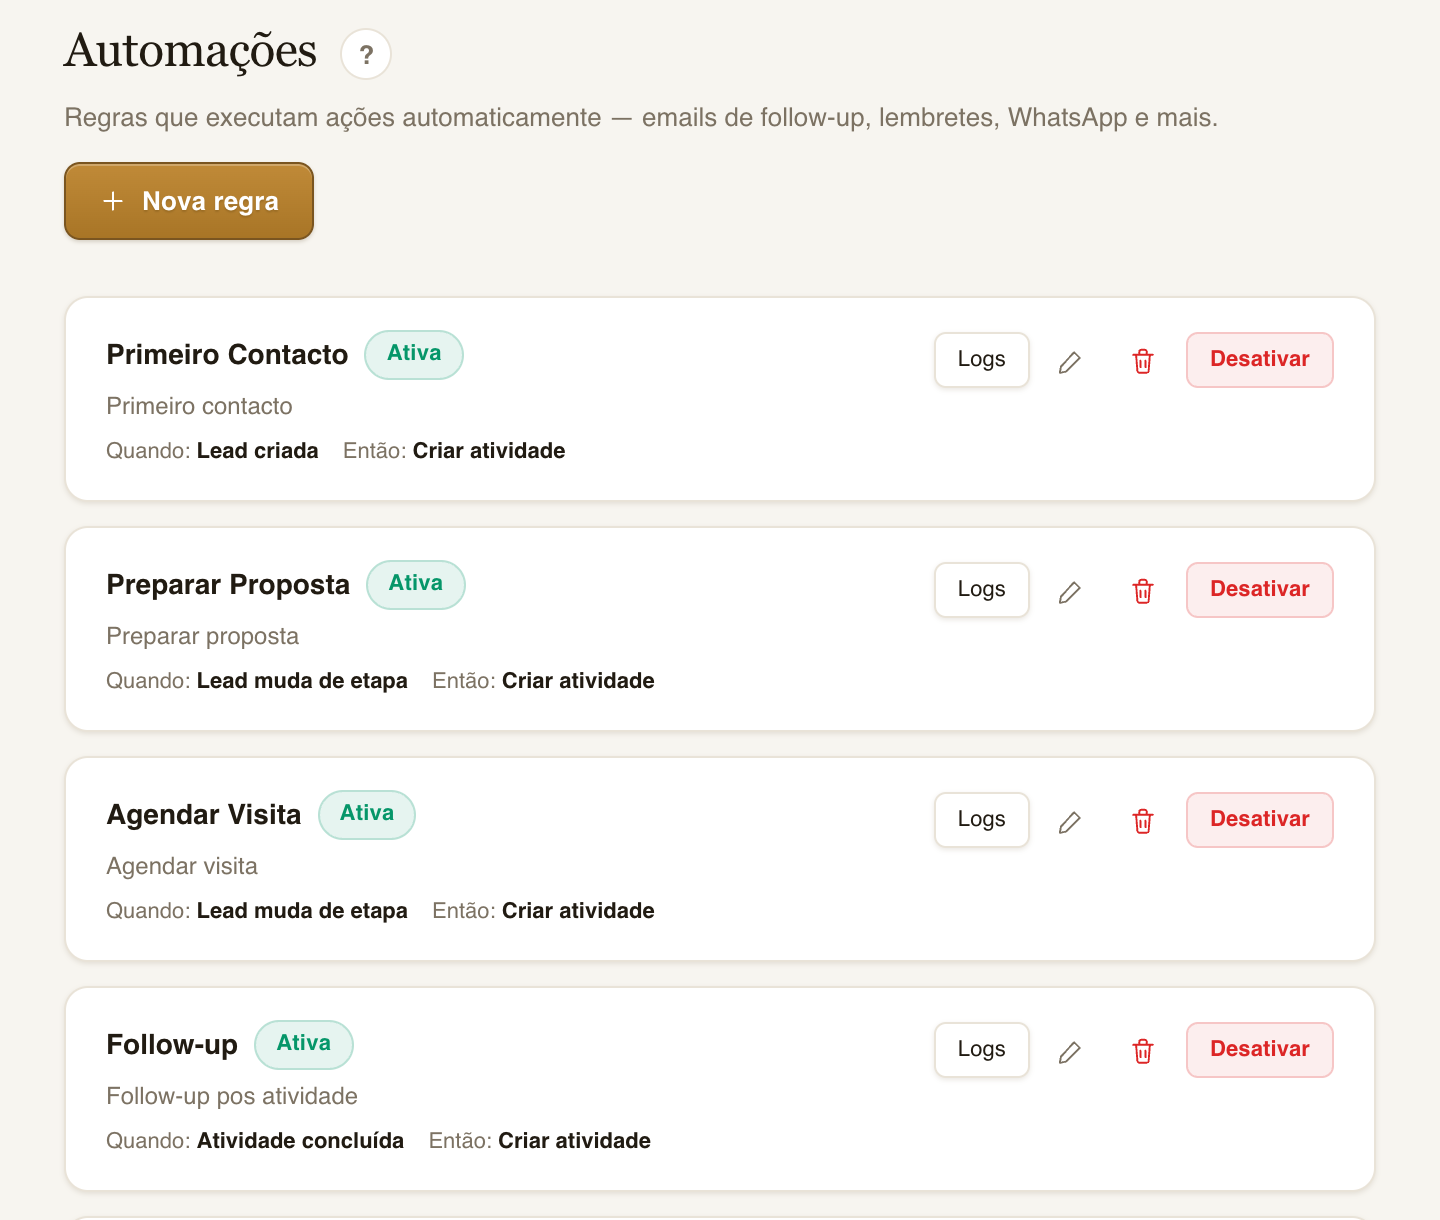 Automações ?
Regras que executam ações automaticamente — emails de follow-up, lembretes, WhatsApp e mais.
+ Nova regra
Primeiro Contacto Ativa Logs Desativar
Primeiro contacto
Quando: Lead criada Então: Criar atividade
Preparar Proposta Ativa Logs Desativar
Preparar proposta
Quando: Lead muda de etapa Então: Criar atividade
Agendar Visita Ativa Logs Desativar
Agendar visita
Quando: Lead muda de etapa Então: Criar atividade
Follow-up Ativa Logs Desativar
Follow-up pos atividade
Quando: Atividade concluída Então: Criar atividade